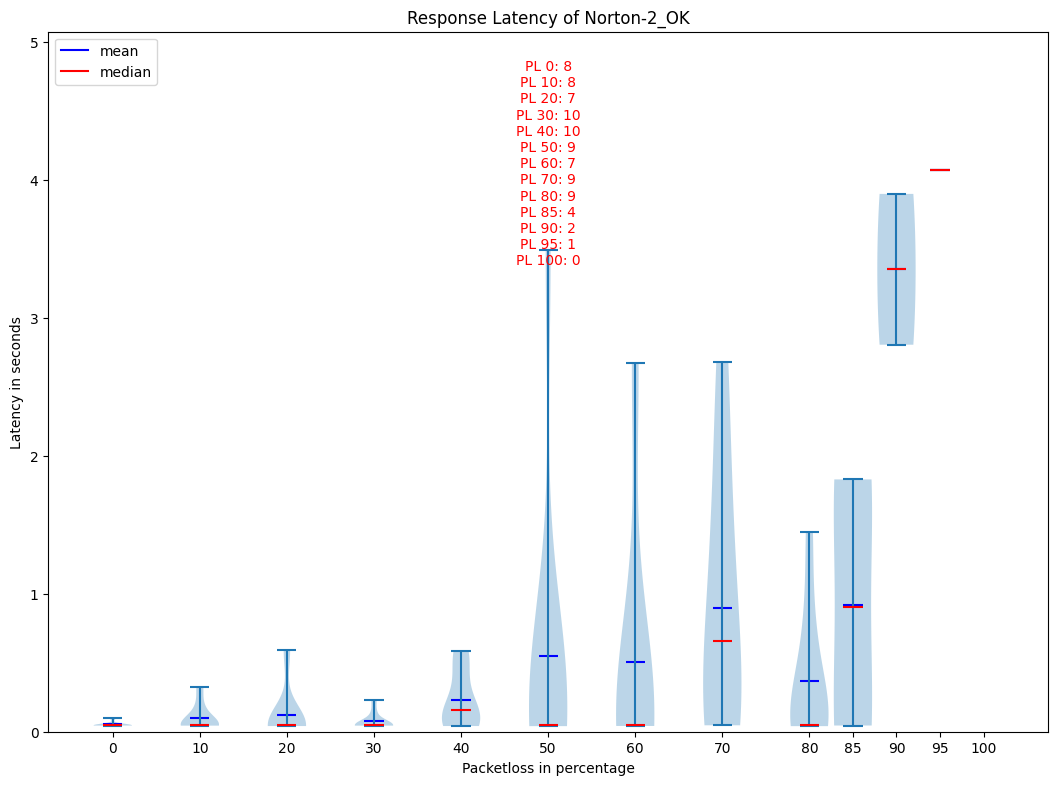 Response Latency of Norton-2_OK
5
mean
median
PL 0: 8
PL 10: 8
PL 20: 7
PL 30: 10
PL 40: 10
PL 50: 9
PL 60: 7
PL 70: 9
PL 80: 9
PL 85: 4
PL 90: 2
PL 95: 1
PL 100: 0
4
3
2
1
0
Latency in seconds
0 10 20 30 40 50 60 70 80 85 90 95 100
Packetloss in percentage